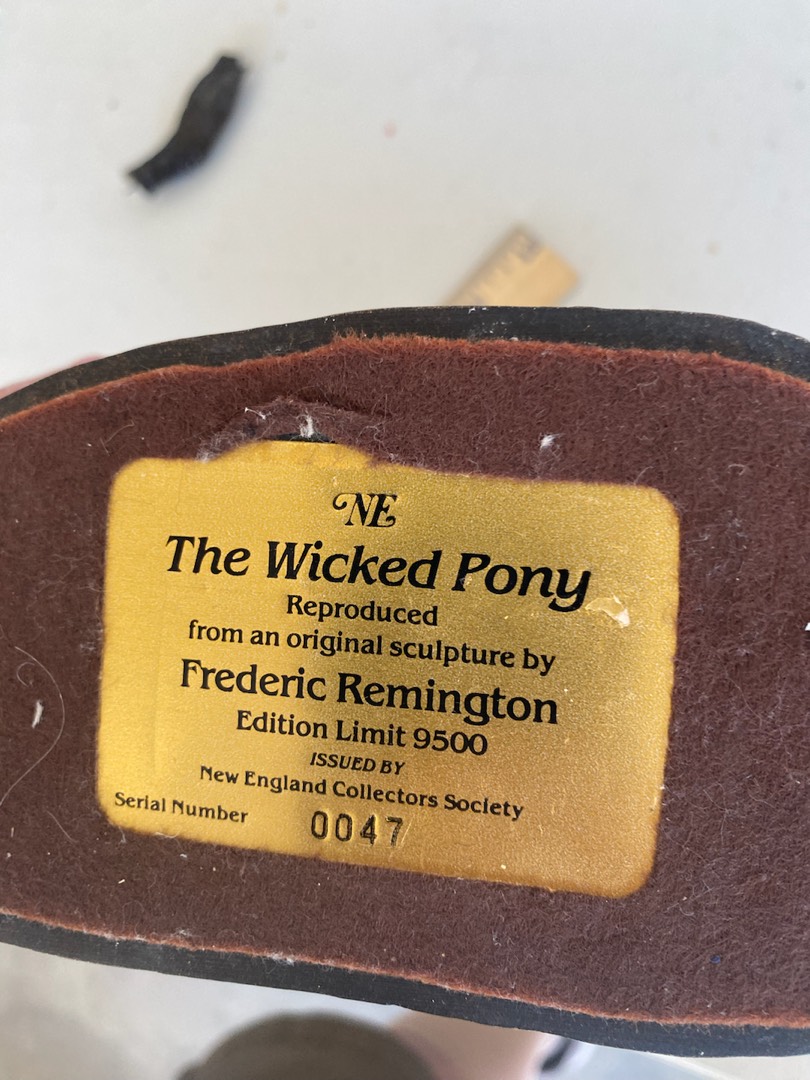 NE
The Wicked Pony
Reproduced
from an original sculpture by
Frederic Remington
Edition Limit 9500
ISSUED BY
New England Collectors Society
Serial Number 0047